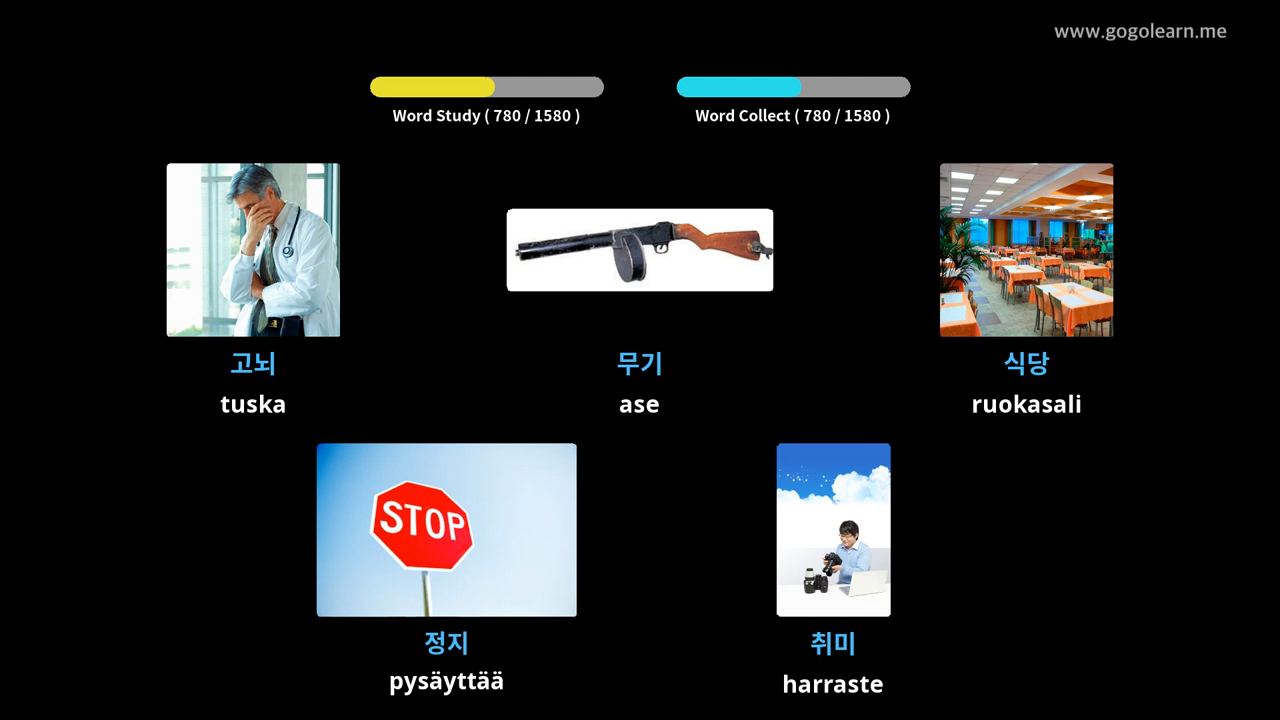 www.gogolearn.me
Word Study ( 780 / 1580 )
Word Collect ( 780 / 1580 )
고뇌
tuska
무기
ase
식당
ruokasali
STOP
정지
pysäyttää
취미
harraste